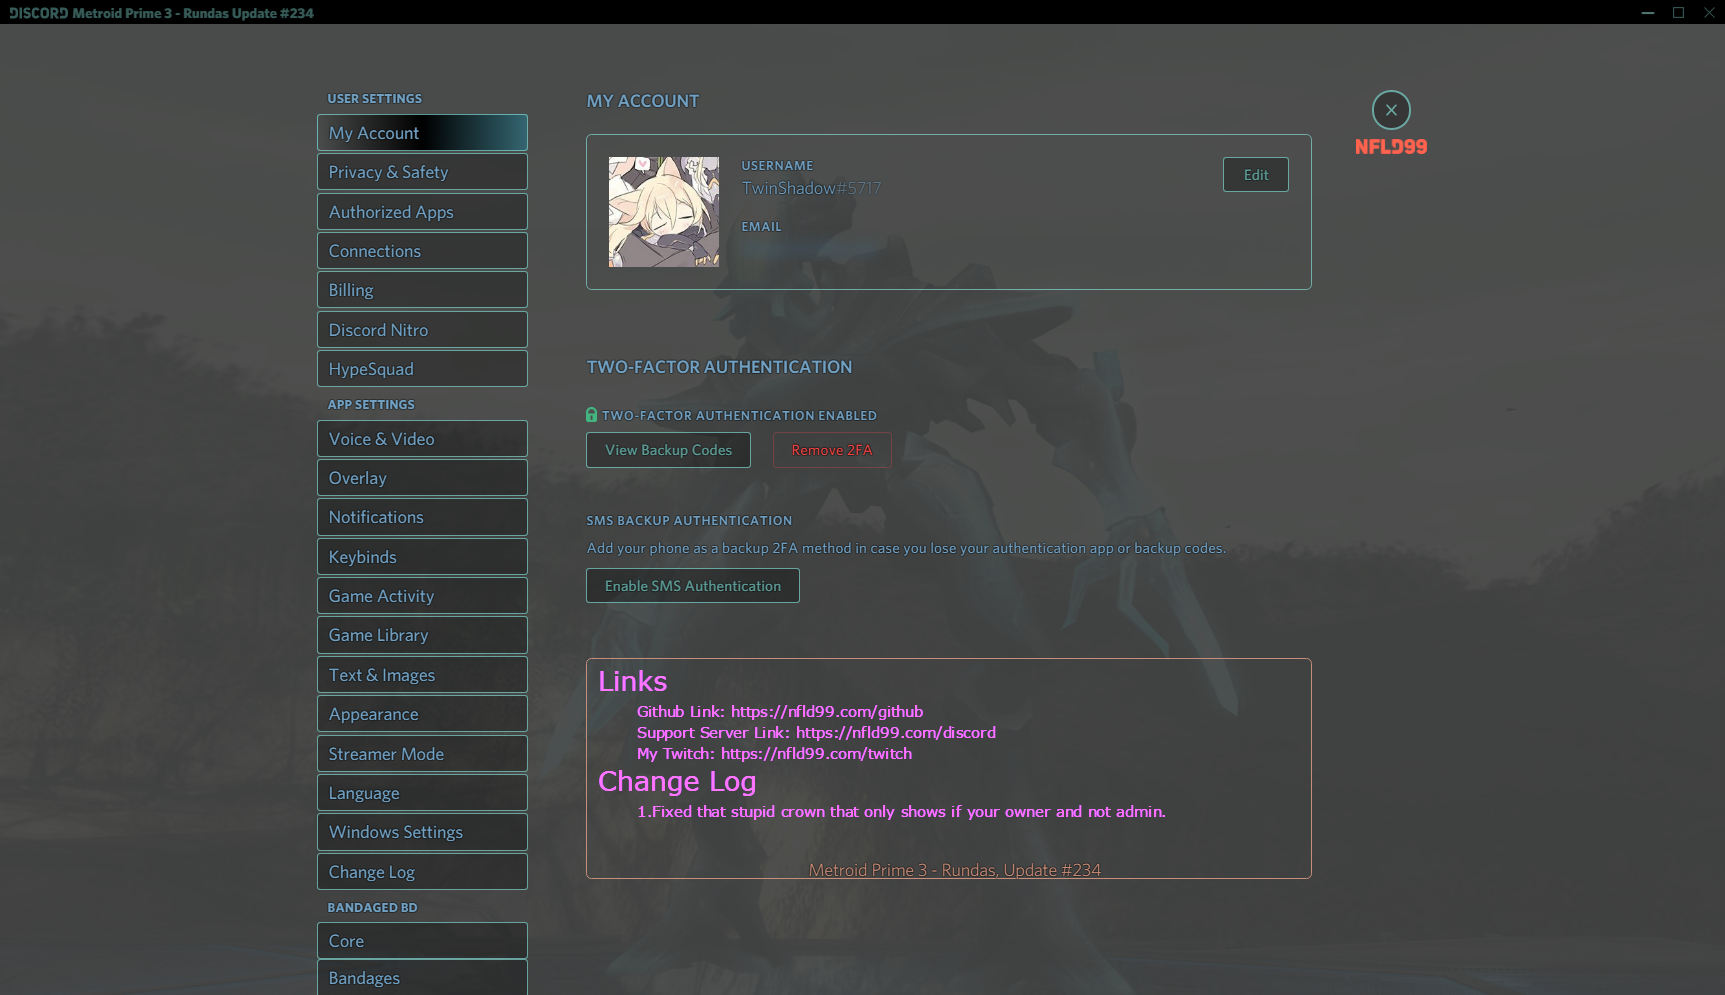 DISCORD Metroid Prime 3 - Rundas Update #234
USER SETTINGS
My Account
Privacy & Safety
Authorized Apps
Connections
Billing
Discord Nitro
HypeSquad
APP SETTINGS
Voice & Video
Overlay
Notifications
Keybinds
Game Activity
Game Library
Text & Images
Appearance
Streamer Mode
Language
Windows Settings
Change Log
BANDAGED BD
Core
Bandages
MY ACCOUNT
USERNAME
TwinShadow#5717
EMAIL
Edit
NFLD99
TWO-FACTOR AUTHENTICATION
TWO-FACTOR AUTHENTICATION ENABLED
View Backup Codes
Remove 2FA
SMS BACKUP AUTHENTICATION
Add your phone as a backup 2FA method in case you lose your authentication app or backup codes.
Enable SMS Authentication
Links
Github Link: https://nfld99.com/github
Support Server Link: https://nfld99.com/discord
My Twitch: https://nfld99.com/twitch
Change Log
1.Fixed that stupid crown that only shows if your owner and not admin.
Metroid Prime 3 - Rundas, Update #234